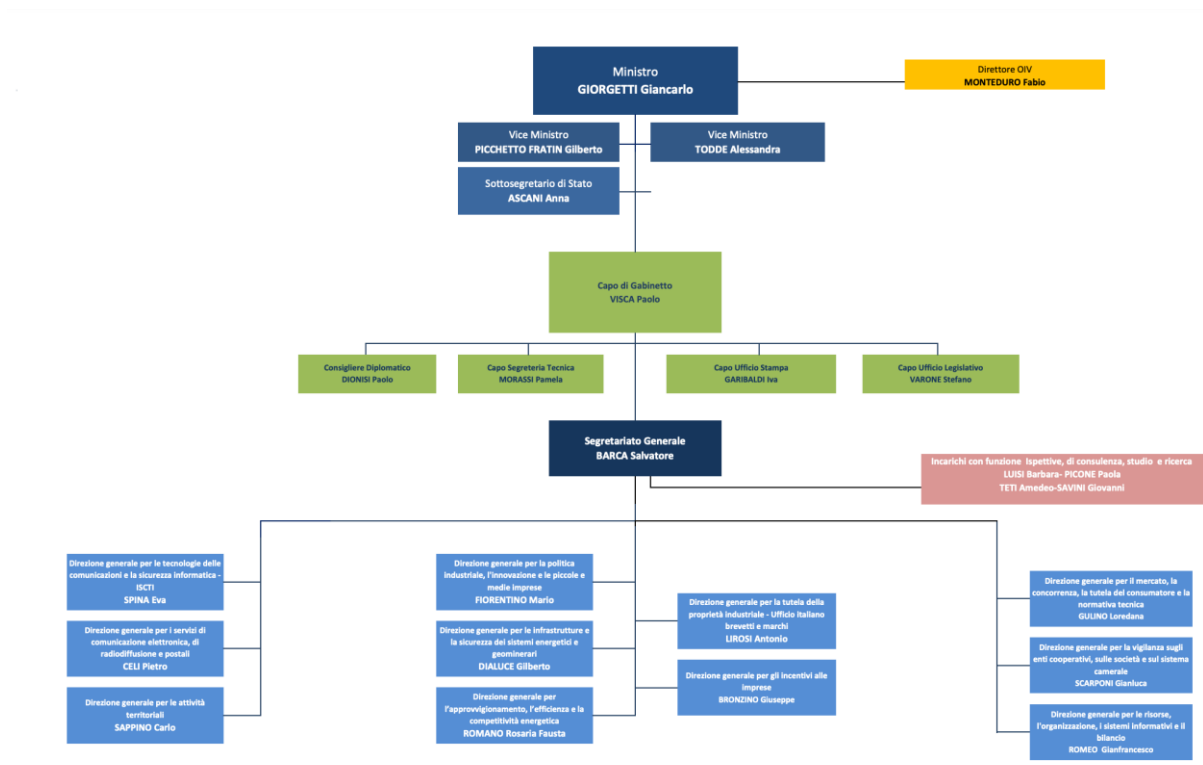 Ministro
GIORGETTI Giancarlo
Direttore OIV
MONTEDURO Fabio
Vice Ministro
PICCHETTO FRATIN Gilberto
Vice Ministro
TODDE Alessandra
Sottosegretario di Stato
ASCANI Anna
Capo di Gabinetto
VISCA Paolo
Consigliere Diplomatico
DIONISI Paolo
Capo Segreteria Tecnica
MORASSI Pamela
Capo Ufficio Stampa
GARIBALDI Iva
Capo Ufficio Legislativo
VARONE Stefano
Segretariato Generale
BARCA Salvatore
Incarichi con funzione Ispettive, di consulenza, studio e ricerca
LUISI Barbara- PICONE Paola
TETI Amedeo-SAVINI Giovanni
Direzione generale per le tecnologie delle
comunicazioni e la sicurezza informatica -
ISCTI
SPINA Eva
Direzione generale per i servizi di
comunicazione elettronica, di
radiodiffusione e postali
CELI Pietro
Direzione generale per le attività
territoriali
SAPPINO Carlo
Direzione generale per la politica
industriale, l'innovazione e le piccole e
medie imprese
FIORENTINO Mario
Direzione generale per le infrastrutture e
la sicurezza dei sistemi energetici e
geominerari
DIALUCE Gilberto
Direzione generale per
l'approvvigionamento, l'efficienza e la
competitività energetica
ROMANO Rosaria Fausta
Direzione generale per la tutela della
proprietà industriale - Ufficio italiano
brevetti e marchi
LIROSI Antonio
Direzione generale per gli incentivi alle
imprese
BRONZINO Giuseppe
Direzione generale per il mercato, la
concorrenza, la tutela del consumatore e la
normativa tecnica
GULINO Loredana
Direzione generale per la vigilanza sugli
enti cooperativi, sulle società e sul sistema
camerale
SCARPONI Gianluca
Direzione generale per le risorse,
l'organizzazione, i sistemi informativi e il
bilancio
ROMEO Gianfrancesco